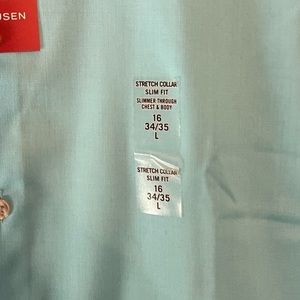 USEN
STRETCH COLLAR
SLIM FIT
SLIMMER THROUGH
CHEST & BODY
16
34/35
L
STRETCH COLLAR
SLIM FIT
16
34/35
L